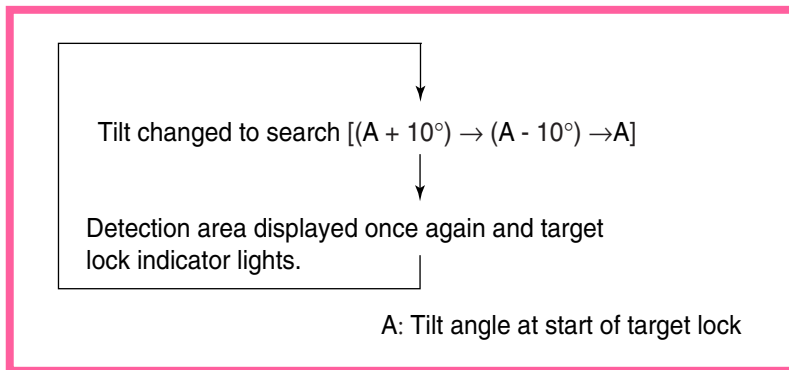 Tilt changed to search [(A + 10°) → (A - 10°) →A]
Detection area displayed once again and target
lock indicator lights.
A: Tilt angle at start of target lock